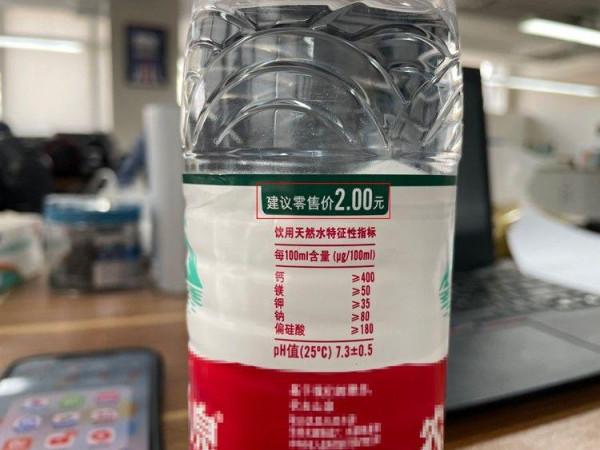 建议零售价2.00元
饮用天然水特征性指标
每100ml含量 (μg/100ml)
钙 ≥400
镁 ≥50
钾 ≥35
钠 ≥80
偏硅酸 ≥180
pH值(25°C) 7.3±0.5